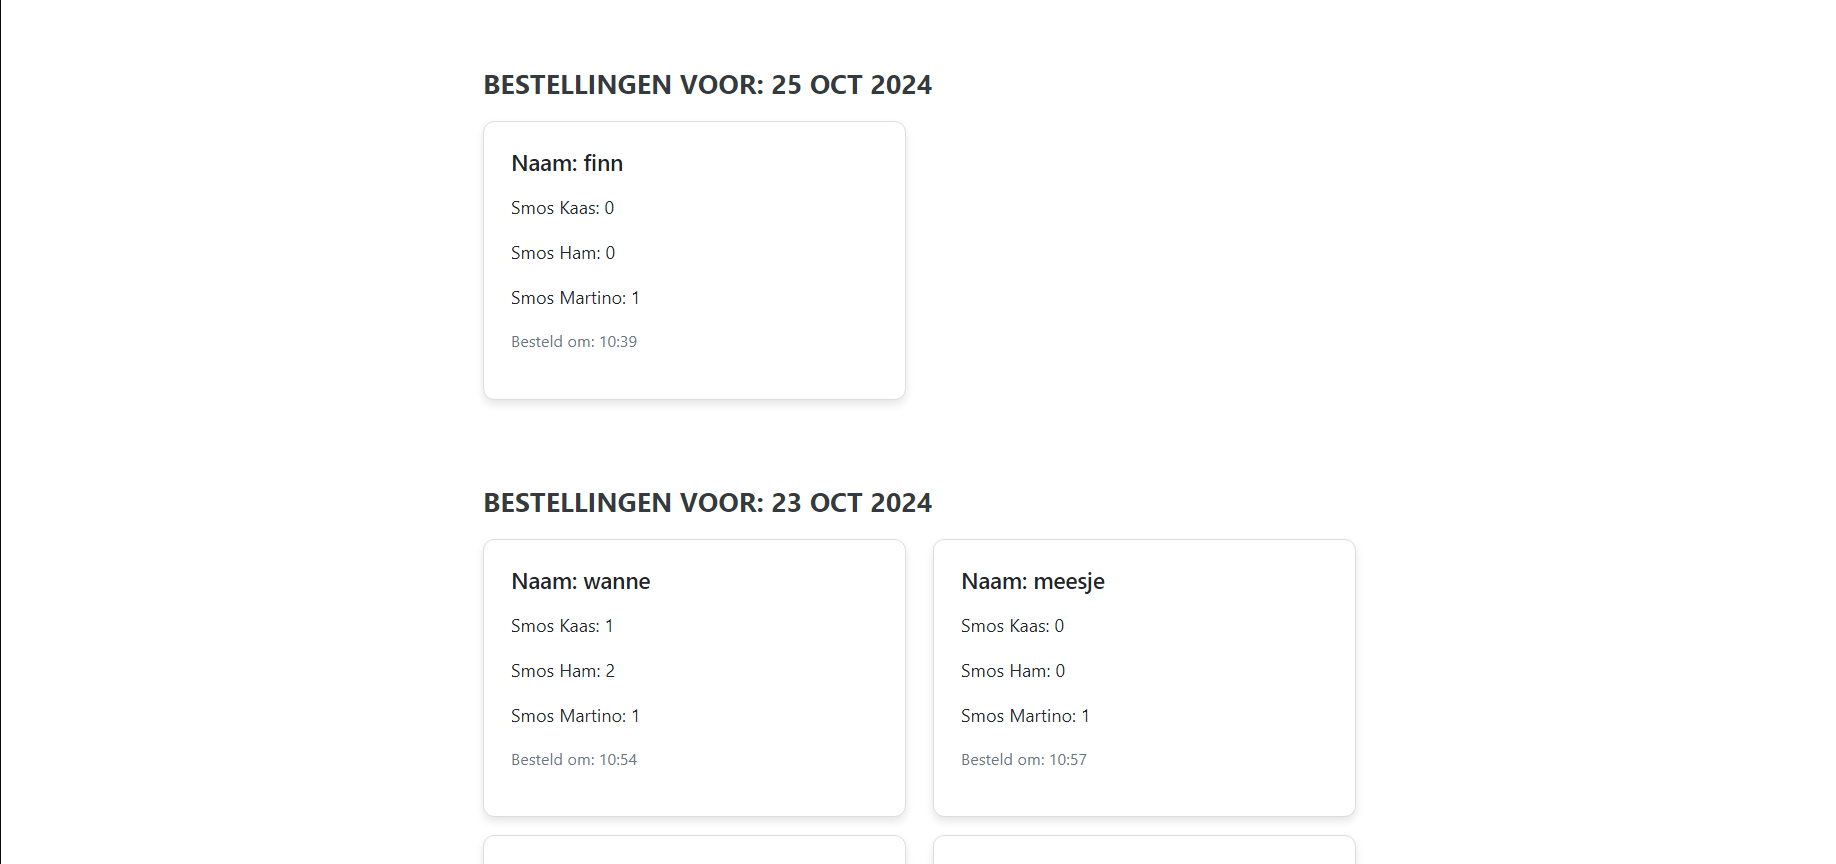 BESTELLINGEN VOOR: 25 OCT 2024
Naam: finn
Smos Kaas: 0
Smos Ham: 0
Smos Martino: 1
Besteld om: 10:39
BESTELLINGEN VOOR: 23 OCT 2024
Naam: wanne
Smos Kaas: 1
Smos Ham: 2
Smos Martino: 1
Besteld om: 10:54
Naam: meesje
Smos Kaas: 0
Smos Ham: 0
Smos Martino: 1
Besteld om: 10:57